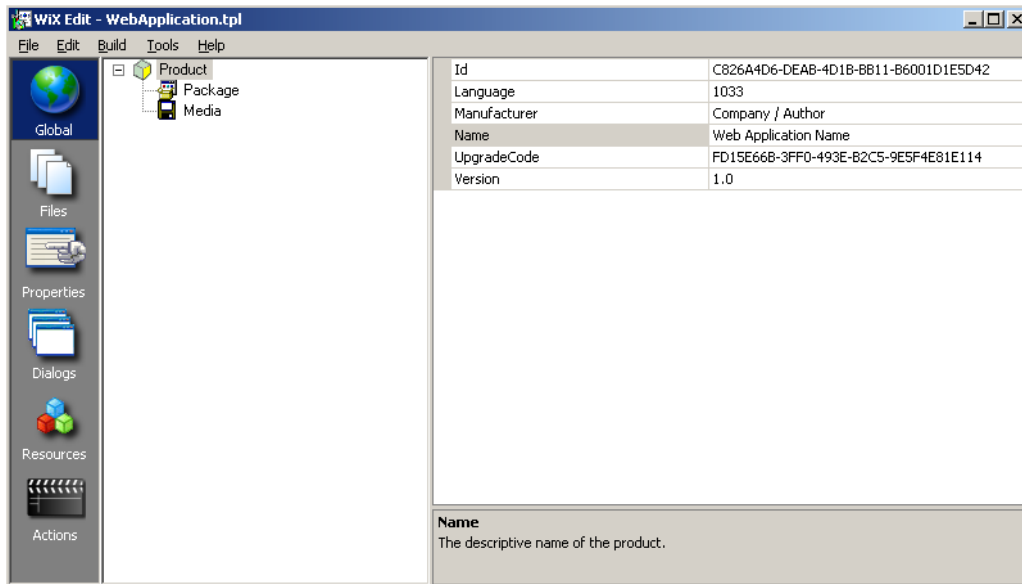 WiX Edit - WebApplication.tpl
File Edit Build Tools Help
Global
Files
Properties
Dialogs
Resources
Actions
Product
Package
Media
Id C826A4D6-DEAB-4D1B-BB11-B6001D1E5D42
Language 1033
Manufacturer Company / Author
Name Web Application Name
UpgradeCode FD15E66B-3FF0-493E-B2C5-9E5F4E81E114
Version 1.0
Name
The descriptive name of the product.